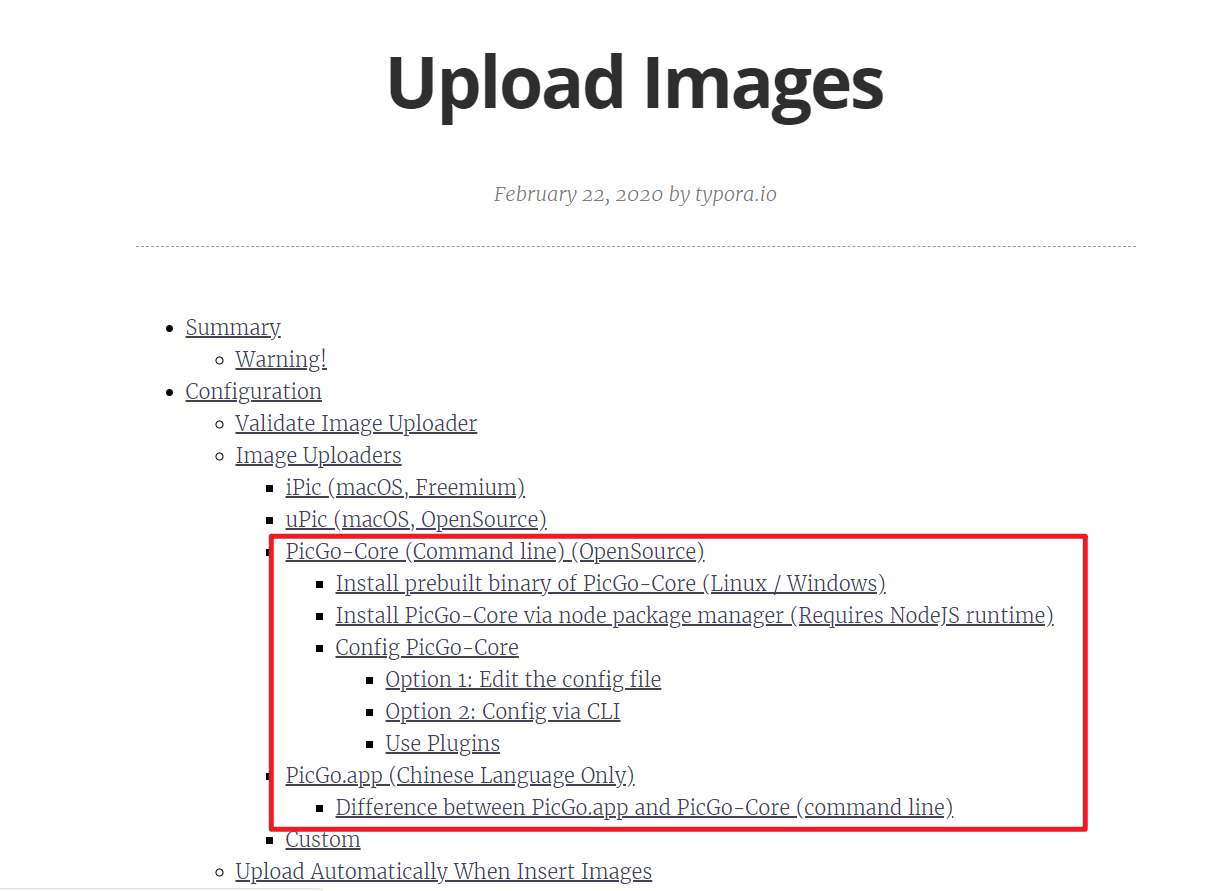 Upload Images
February 22, 2020 by typora.io
Summary
Warning!
Configuration
Validate Image Uploader
Image Uploaders
iPic (macOS, Freemium)
uPic (macOS, OpenSource)
PicGo-Core (Command line) (OpenSource)
Install prebuilt binary of PicGo-Core (Linux / Windows)
Install PicGo-Core via node package manager (Requires NodeJS runtime)
Config PicGo-Core
Option 1: Edit the config file
Option 2: Config via CLI
Use Plugins
PicGo.app (Chinese Language Only)
Difference between PicGo.app and PicGo-Core (command line)
Custom
Upload Automatically When Insert Images